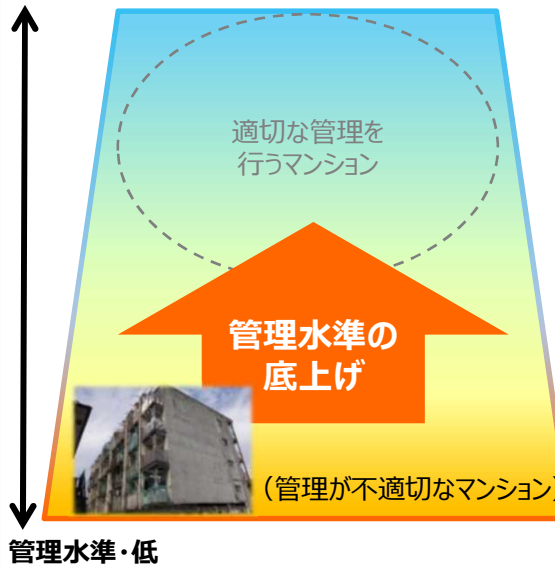 適切な管理を
行うマンション
管理水準の
底上げ
（管理が不適切なマンション）
管理水準・低